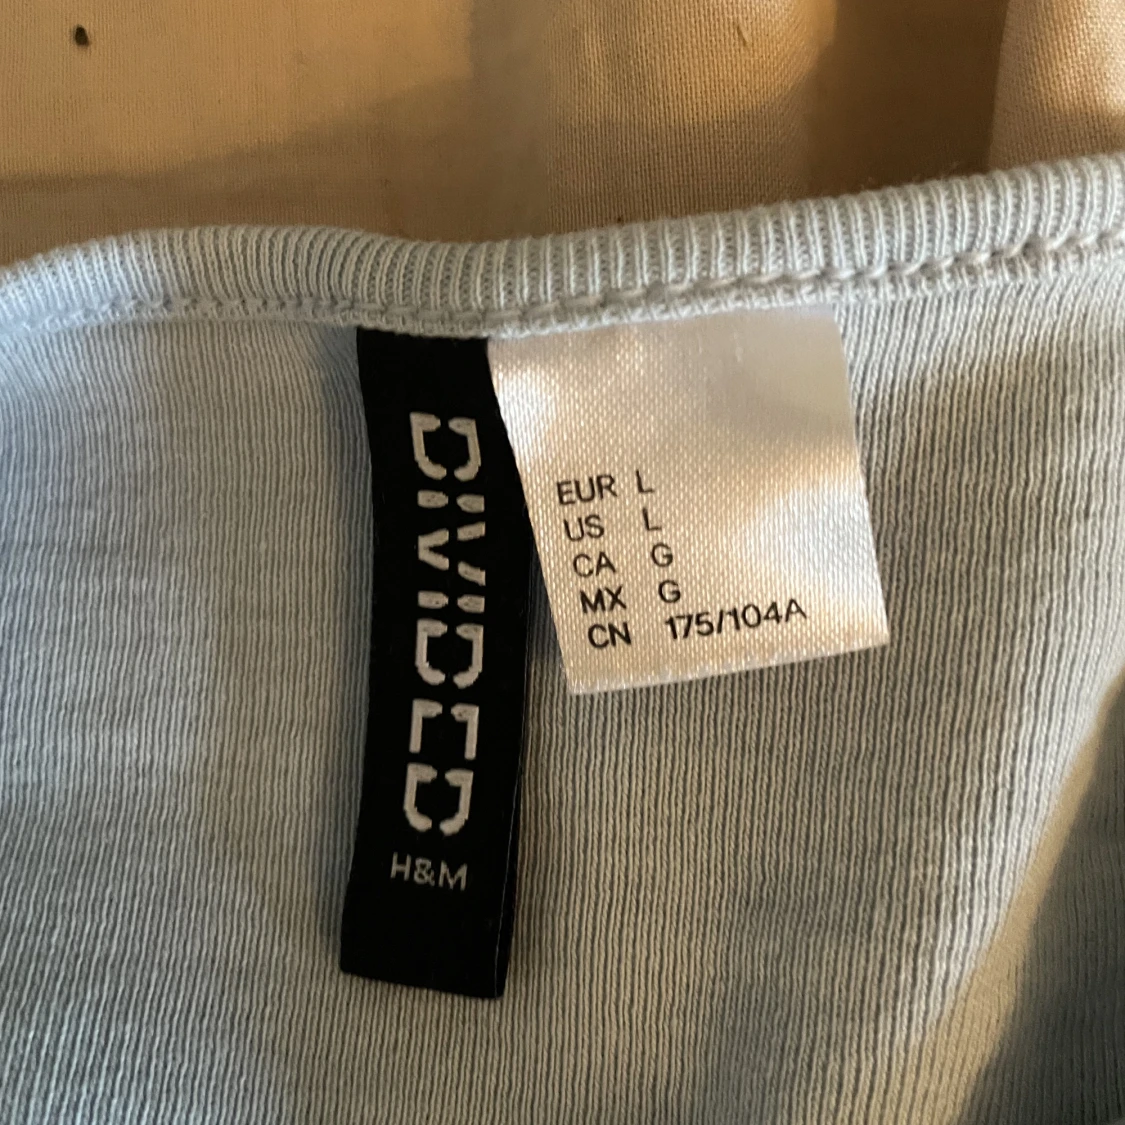 DIVIDED
H&M
EUR L
US L
CA G
MX G
CN 175/104A